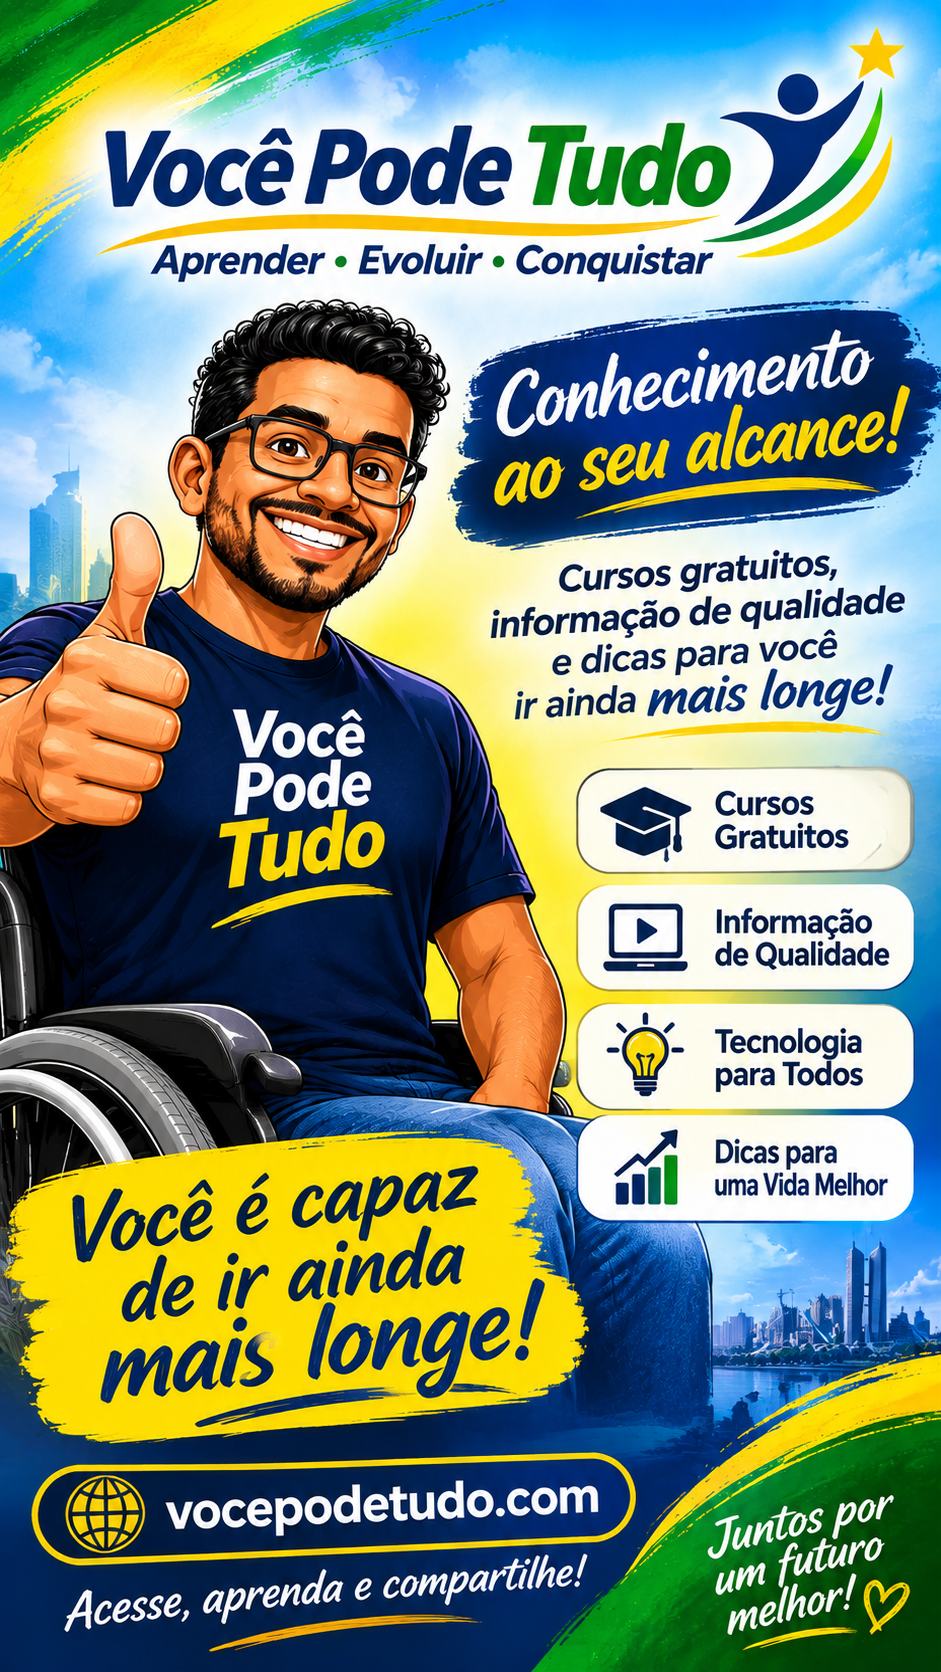 Você Pode Tudo
Aprender • Evoluir • Conquistar
Conhecimento
ao seu alcance!
Cursos gratuitos,
informação de qualidade
e dicas para você
ir ainda mais longe!
Você
Pode
Tudo
Cursos
Gratuitos
Informação
de Qualidade
Tecnologia
para Todos
Dicas para
uma Vida Melhor
Você é capaz
de ir ainda
mais longe!
vocepodetudo.com
Acesse, aprenda e compartilhe!
Juntos por
um futuro
melhor!